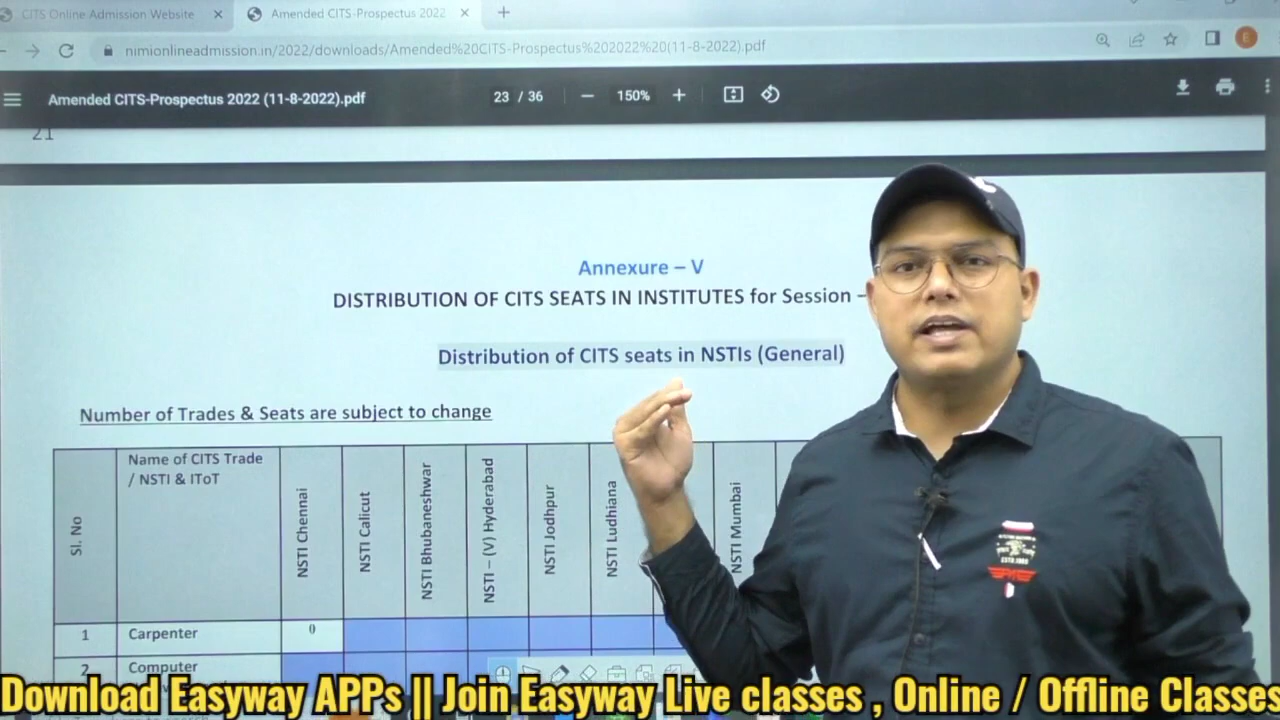 CITS Online Admission Website
Amended CITS-Prospectus 2022
nimionlineadmission.in/2022/downloads/Amended%20CITS-Prospectus%202022%20(11-8-2022).pdf
E
Amended CITS-Prospectus 2022 (11-8-2022).pdf
23 / 36
150%
21
Annexure – V
DISTRIBUTION OF CITS SEATS IN INSTITUTES for Session –
Distribution of CITS seats in NSTIs (General)
Number of Trades & Seats are subject to change
Sl. No
Name of CITS Trade
/ NSTI & IToT
NSTI Chennai
NSTI Calicut
NSTI Bhubaneshwar
NSTI – (V) Hyderabad
NSTI Jodhpur
NSTI Ludhiana
NSTI Mumbai
1 Carpenter 0
2 Computer
Download Easyway APPs || Join Easyway Live classes , Online / Offline Classes